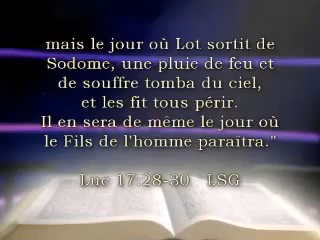 mais le jour où Lot sortit de
Sodome, une pluie de feu et
de souffre tomba du ciel,
et les fit tous périr.
Il en sera de même le jour où
le Fils de l'homme paraîtra."
Luc 17:28-30 LSG